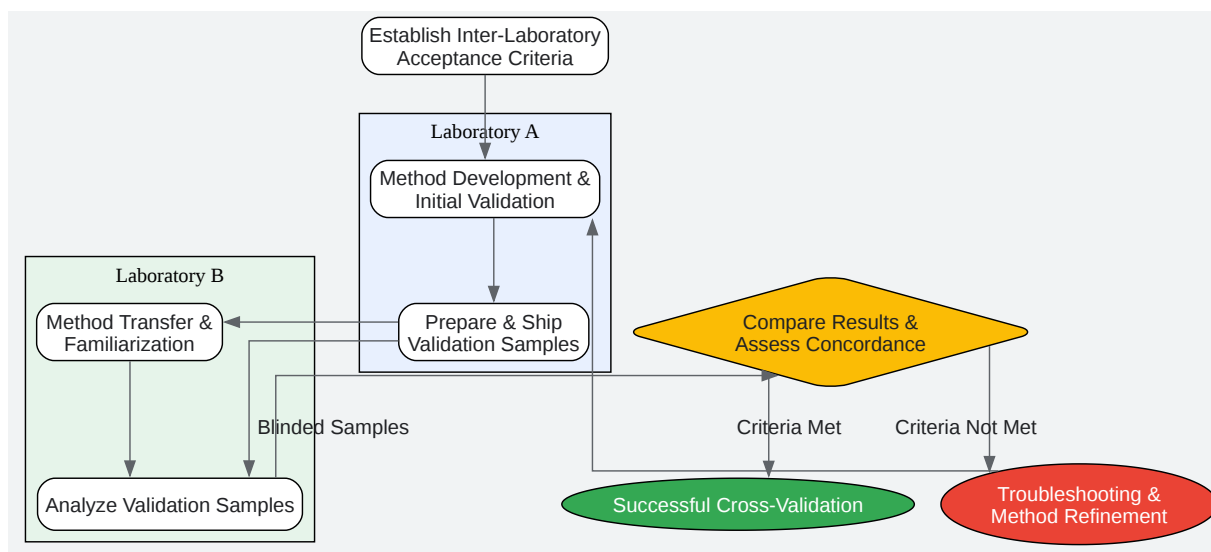 Establish Inter-Laboratory
Acceptance Criteria
Laboratory A
Method Development &
Initial Validation
Laboratory B
Method Transfer &
Familiarization
Prepare & Ship
Validation Samples
Compare Results &
Assess Concordance
Blinded Samples
Criteria Met
Criteria Not Met
Analyze Validation Samples
Successful Cross-Validation
Troubleshooting &
Method Refinement